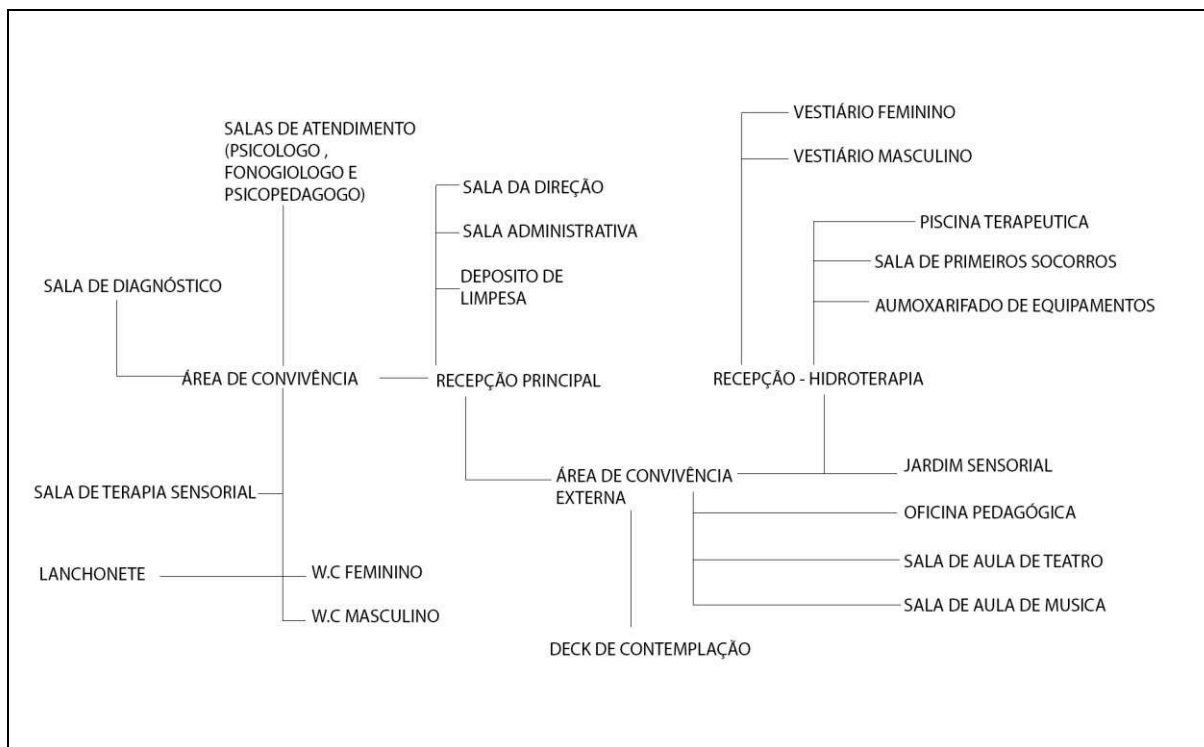 SALAS DE ATENDIMENTO
(PSICOLOGO ,
FONOGIOLOGO E
PSICOPEDAGOGO)
SALA DE DIAGNÓSTICO
ÁREA DE CONVIVÊNCIA
SALA DE TERAPIA SENSORIAL
LANCHONETE
W.C FEMININO
W.C MASCULINO
SALA DA DIREÇÃO
SALA ADMINISTRATIVA
DEPOSITO DE
LIMPESA
RECEPÇÃO PRINCIPAL
ÁREA DE CONVIVÊNCIA
EXTERNA
DECK DE CONTEMPLAÇÃO
VESTIÁRIO FEMININO
VESTIÁRIO MASCULINO
PISCINA TERAPEUTICA
SALA DE PRIMEIROS SOCORROS
AUMOXARIFADO DE EQUIPAMENTOS
RECEPÇÃO - HIDROTERAPIA
JARDIM SENSORIAL
OFICINA PEDAGÓGICA
SALA DE AULA DE TEATRO
SALA DE AULA DE MUSICA